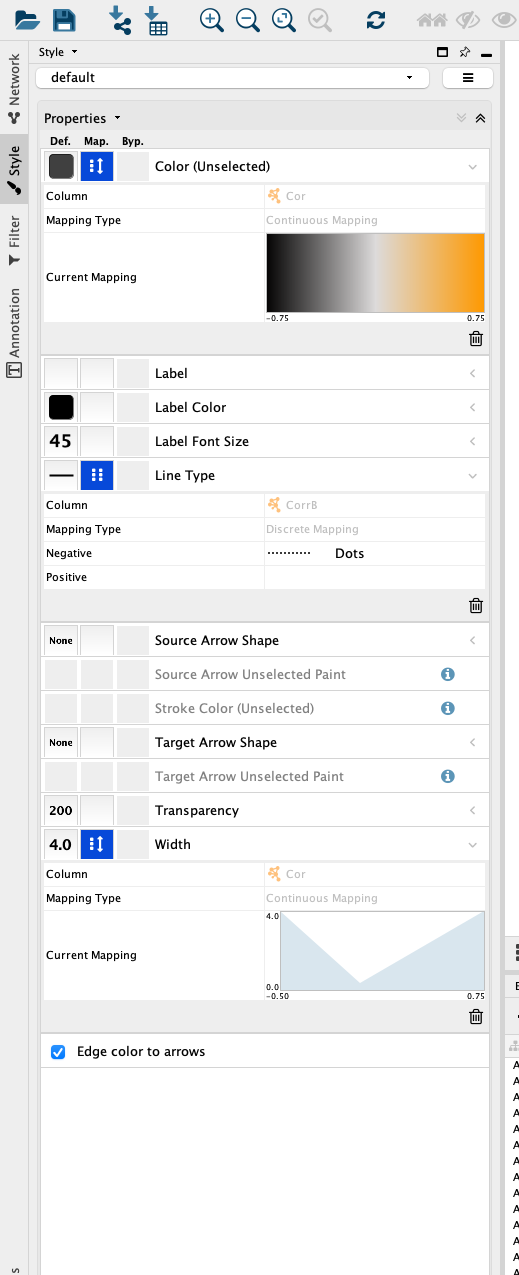 Style
default
Network
Style
Filter
Annotation
Properties
Def. Map. Byp.
Color (Unselected)
Column Cor
Mapping Type Continuous Mapping
Current Mapping
-0.75 0.75
Label
Label Color
45 Label Font Size
Line Type
Column CorrB
Mapping Type Discrete Mapping
Negative Dots
Positive
None Source Arrow Shape
Source Arrow Unselected Paint
Stroke Color (Unselected)
None Target Arrow Shape
Target Arrow Unselected Paint
200 Transparency
4.0 Width
Column Cor
Mapping Type Continuous Mapping
4.0
Current Mapping
0.0
-0.50 0.75
Edge color to arrows